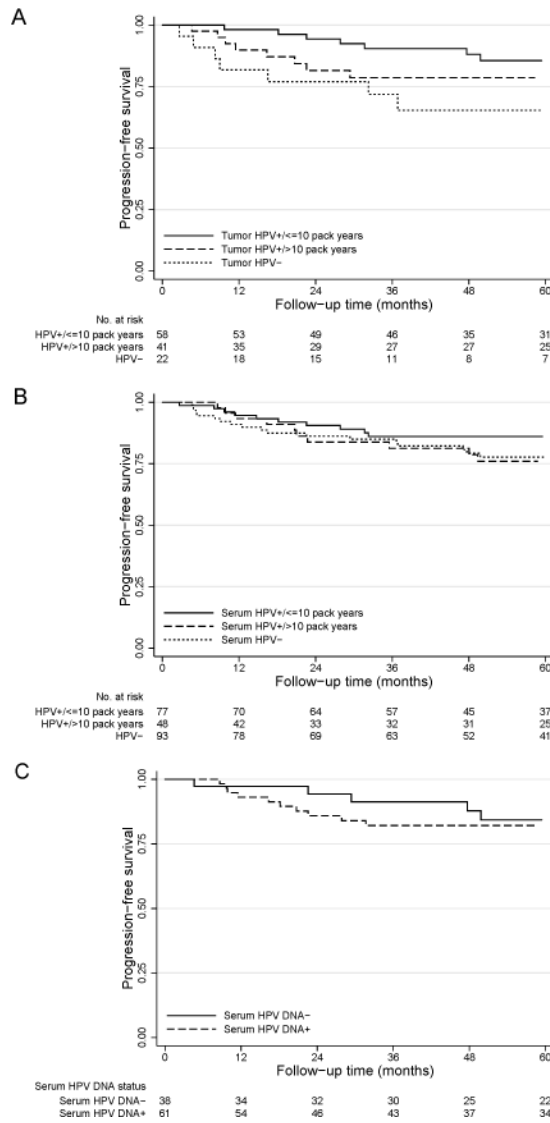 A
Progression-free survival
1.00
0.75
0.50
0.25
0.00
Tumor HPV+/<=10 pack years
Tumor HPV+/>10 pack years
Tumor HPV-
0 12 24 36 48 60
Follow-up time (months)
No. at risk
HPV+/<=10 pack years 58 53 49 46 35 31
HPV+/>10 pack years 41 35 29 27 27 25
HPV- 22 18 15 11 8 7
B
Progression-free survival
1.00
0.75
0.50
0.25
0.00
Serum HPV+/<=10 pack years
Serum HPV+/>10 pack years
Serum HPV-
0 12 24 36 48 60
Follow-up time (months)
No. at risk
HPV+/<=10 pack years 77 70 64 57 45 37
HPV+/>10 pack years 48 42 33 32 31 25
HPV- 93 78 69 63 52 41
C
Progression-free survival
1.00
0.75
0.50
0.25
0.00
Serum HPV DNA-
Serum HPV DNA+
0 12 24 36 48 60
Follow-up time (months)
Serum HPV DNA status
Serum HPV DNA- 38 34 32 30 25 22
Serum HPV DNA+ 61 54 46 43 37 34